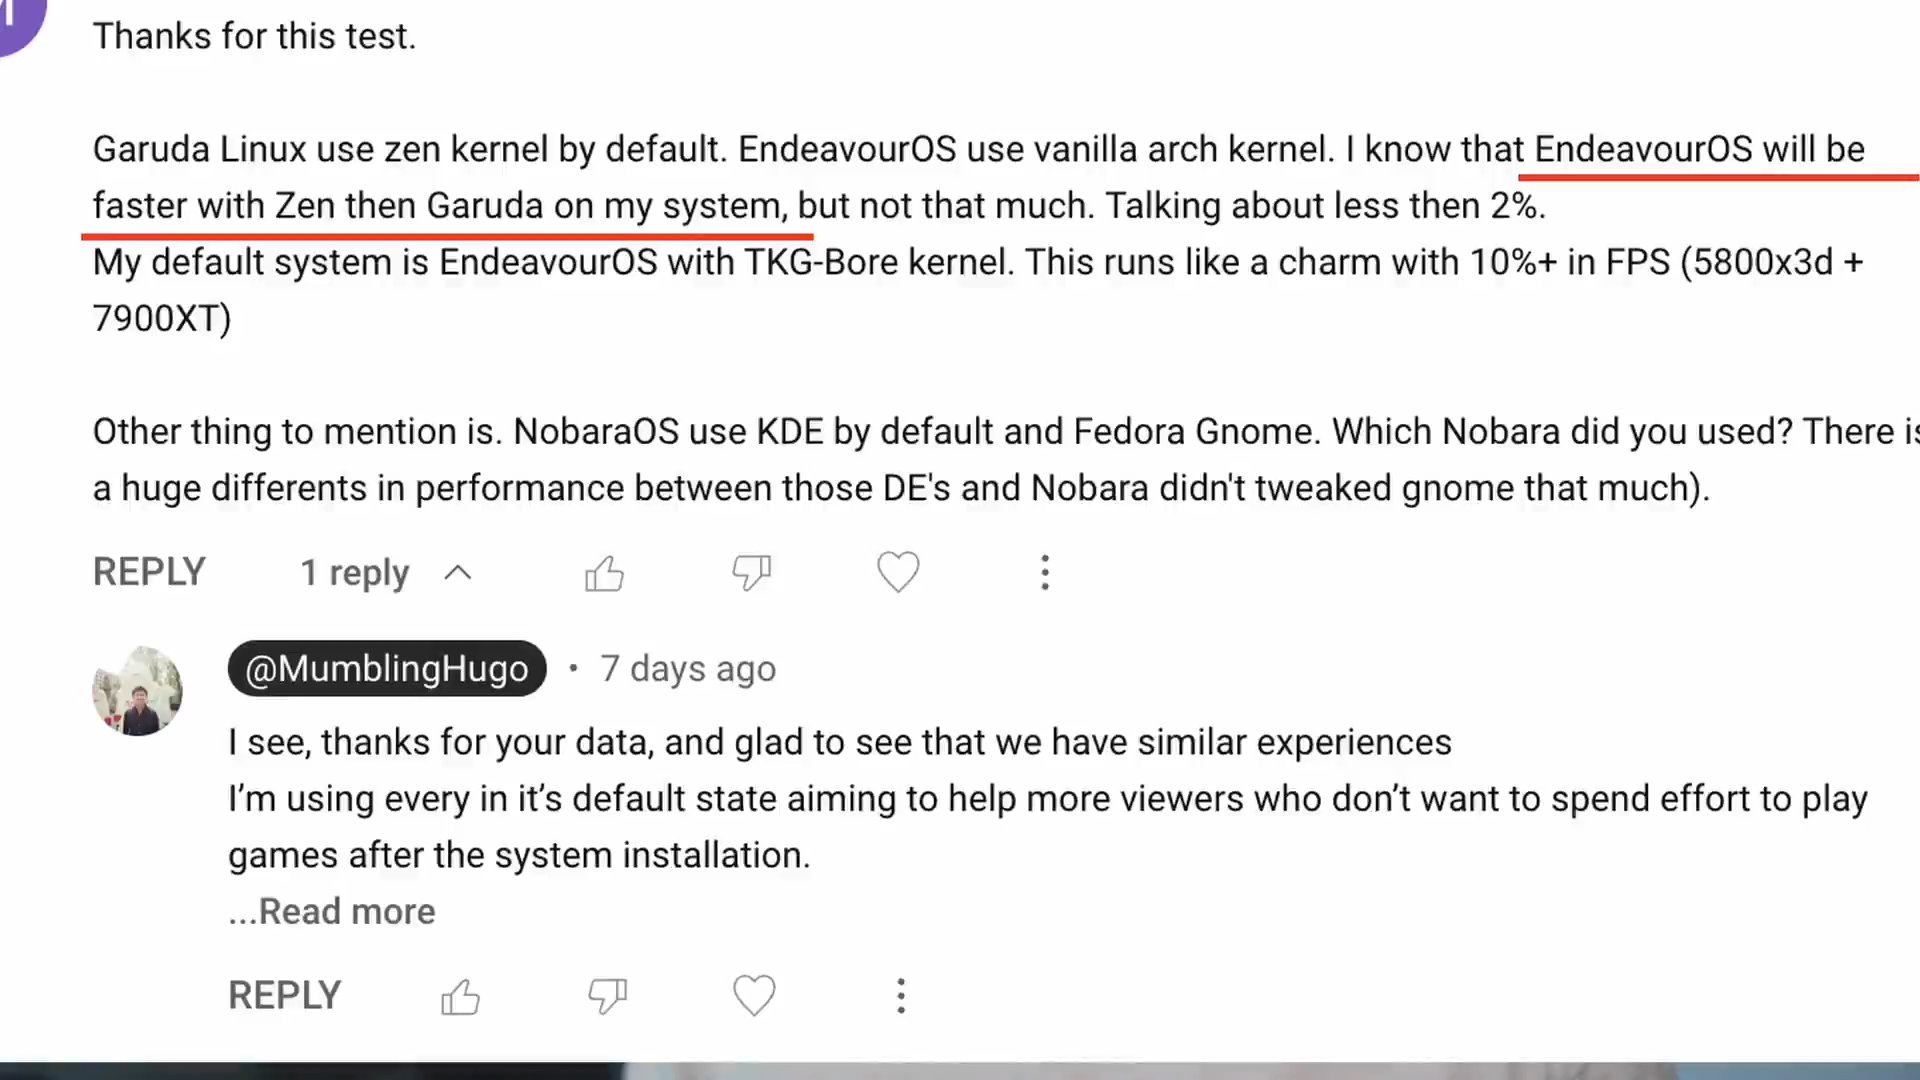 Thanks for this test.
Garuda Linux use zen kernel by default. EndeavourOS use vanilla arch kernel. I know that EndeavourOS will be
faster with Zen then Garuda on my system, but not that much. Talking about less then 2%.
My default system is EndeavourOS with TKG-Bore kernel. This runs like a charm with 10%+ in FPS (5800x3d +
7900XT)
Other thing to mention is. NobaraOS use KDE by default and Fedora Gnome. Which Nobara did you used? There is
a huge differents in performance between those DE's and Nobara didn't tweaked gnome that much).
REPLY 1 reply
@MumblingHugo • 7 days ago
I see, thanks for your data, and glad to see that we have similar experiences
I’m using every in it’s default state aiming to help more viewers who don’t want to spend effort to play
games after the system installation.
...Read more
REPLY